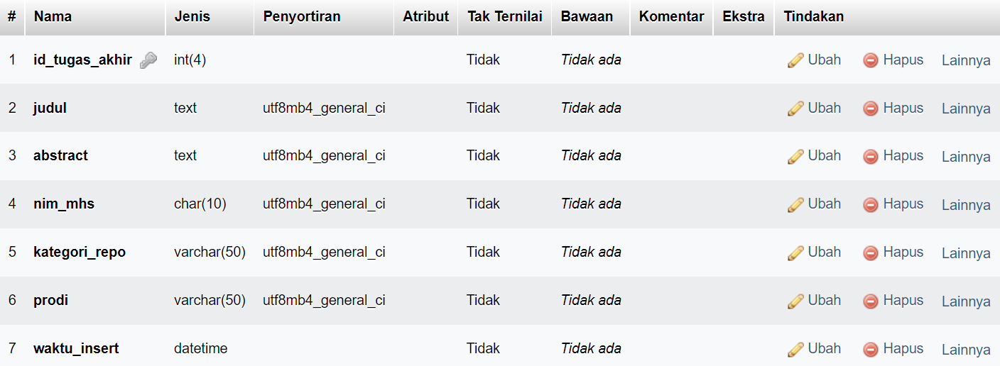 # Nama Jenis Penyortiran Atribut Tak Ternilai Bawaan Komentar Ekstra Tindakan
1 id_tugas_akhir int(4) Tidak Tidak ada Ubah Hapus Lainnya
2 judul text utf8mb4_general_ci Tidak Tidak ada Ubah Hapus Lainnya
3 abstract text utf8mb4_general_ci Tidak Tidak ada Ubah Hapus Lainnya
4 nim_mhs char(10) utf8mb4_general_ci Tidak Tidak ada Ubah Hapus Lainnya
5 kategori_repo varchar(50) utf8mb4_general_ci Tidak Tidak ada Ubah Hapus Lainnya
6 prodi varchar(50) utf8mb4_general_ci Tidak Tidak ada Ubah Hapus Lainnya
7 waktu_insert datetime Tidak Tidak ada Ubah Hapus Lainnya